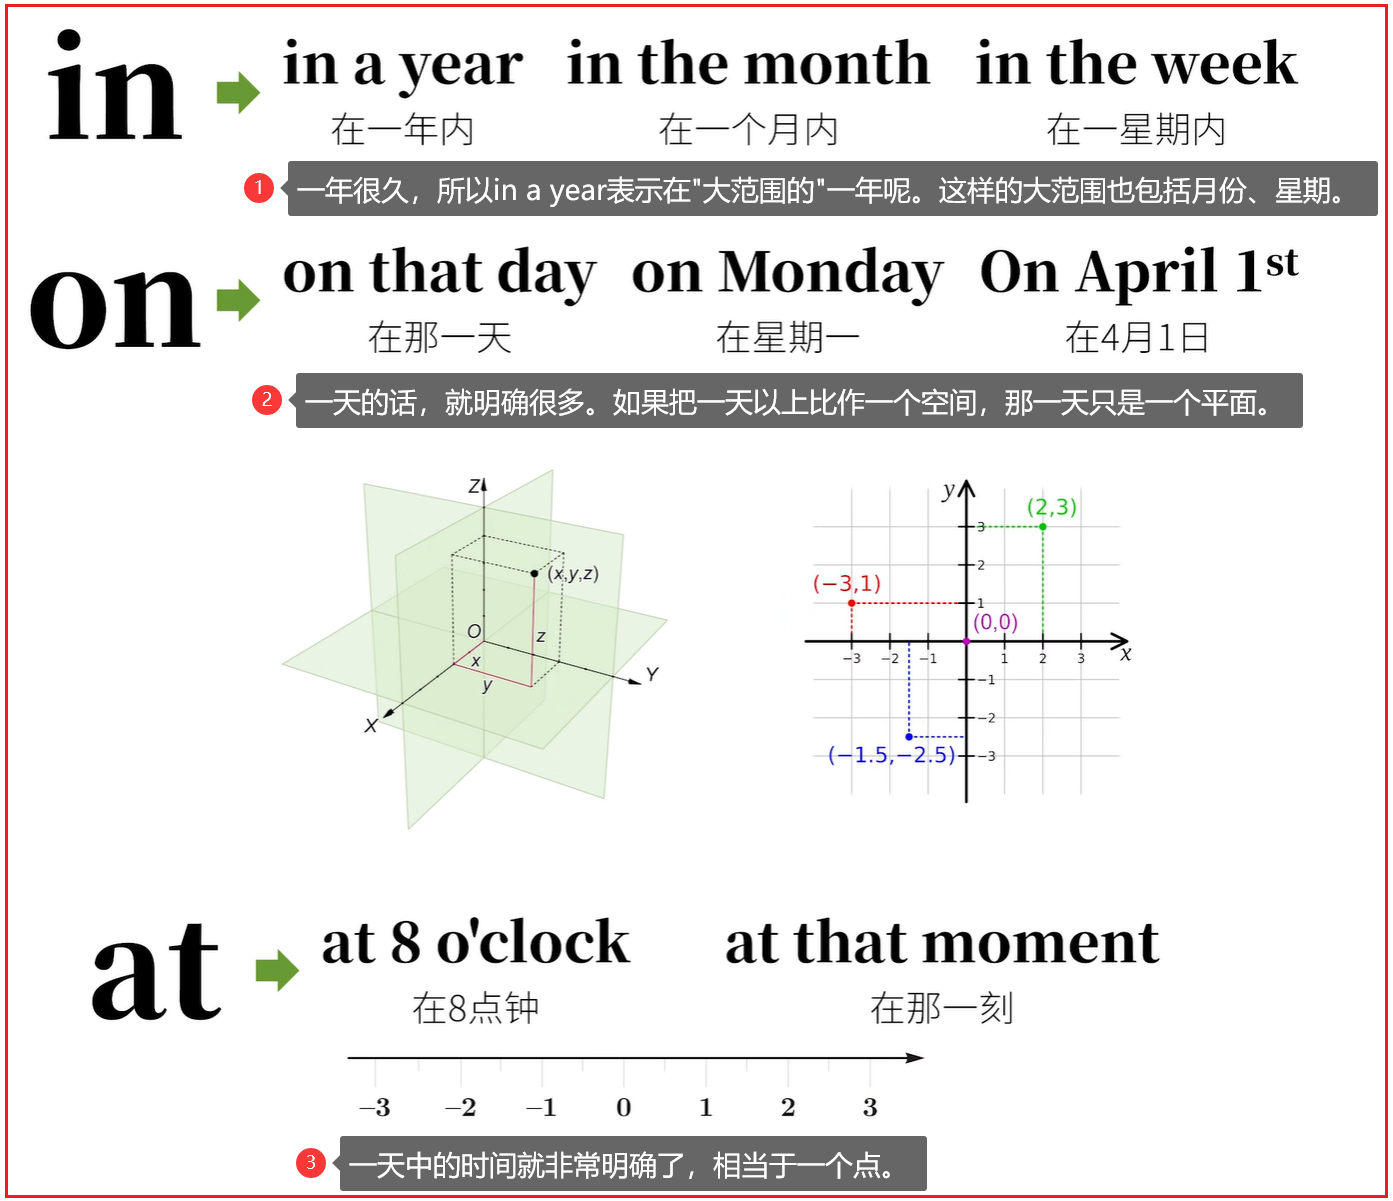 in
in a year in the month in the week
在一年内 在一个月内 在一星期内
1 一年很久，所以in a year表示在"大范围的"一年呢。这样的大范围也包括月份、星期。
on
on that day on Monday On April 1st
在那一天 在星期一 在4月1日
2 一天的话，就明确很多。如果把一天以上比作一个空间，那一天只是一个平面。
Z
(x,y,z)
O
z
x
y
Y
X
y
(2,3)
3
2
(−3,1)
1
(0,0)
−3 −2 −1 1 2 3 x
−1
−2
(−1.5,−2.5)
−3
at
at 8 o'clock at that moment
在8点钟 在那一刻
−3 −2 −1 0 1 2 3
3 一天中的时间就非常明确了，相当于一个点。